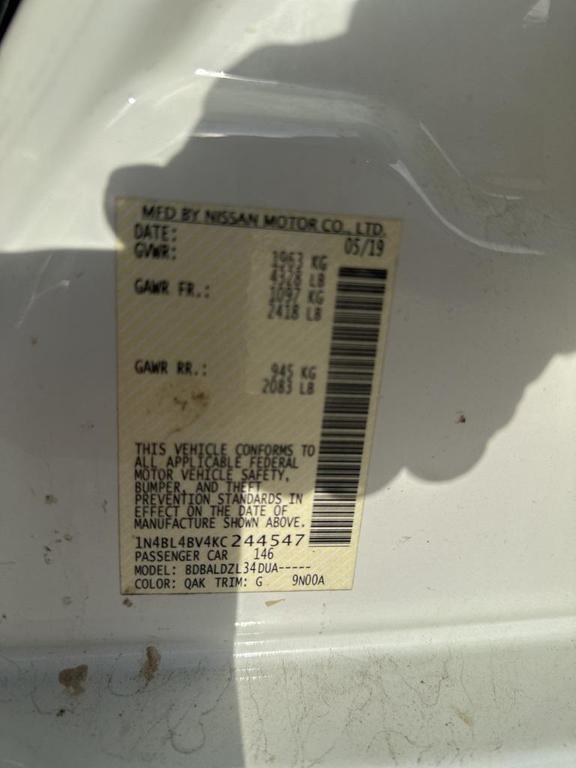 MFD BY NISSAN MOTOR CO., LTD.
DATE: 05/19
GVWR: 1963 KG
4328 LB
GAWR FR.: 1097 KG
2418 LB
GAWR RR.: 945 KG
2083 LB
THIS VEHICLE CONFORMS TO
ALL APPLICABLE FEDERAL
MOTOR VEHICLE SAFETY,
BUMPER, AND THEFT
PREVENTION STANDARDS IN
EFFECT ON THE DATE OF
MANUFACTURE SHOWN ABOVE.
1N4BL4BV4KC244547
PASSENGER CAR 146
MODEL: BDBALDZL34DUA-----
COLOR: QAK TRIM: G 9N00A